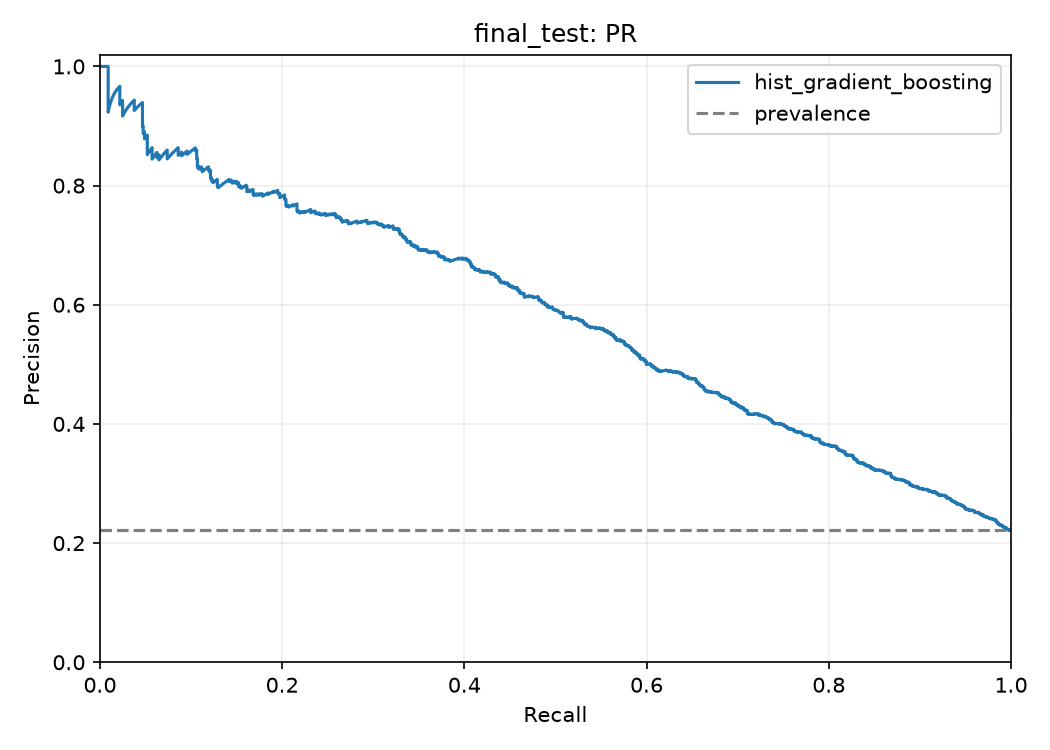 final_test: PR
hist_gradient_boosting
prevalence
Precision
1.0
0.8
0.6
0.4
0.2
0.0
0.0 0.2 0.4 0.6 0.8 1.0
Recall